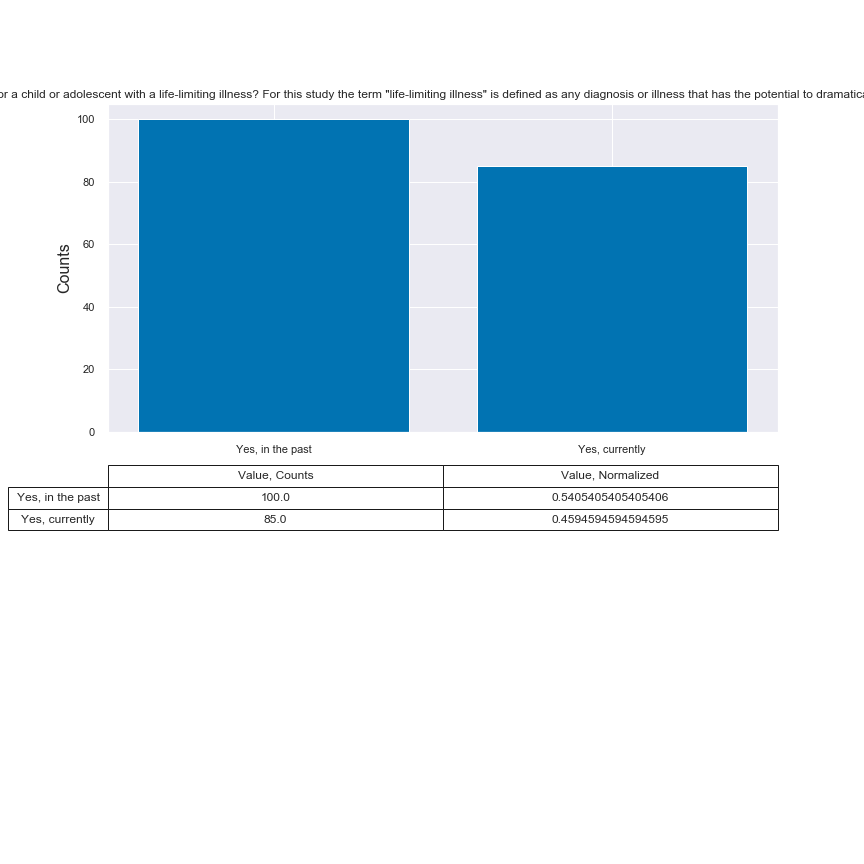 or a child or adolescent with a life-limiting illness? For this study the term "life-limiting illness" is defined as any diagnosis or illness that has the potential to
100
80
60
40
20
0
Counts
Yes, in the past Yes, currently
Value, Counts Value, Normalized
Yes, in the past 100.0 0.5405405405405406
Yes, currently 85.0 0.4594594594594595